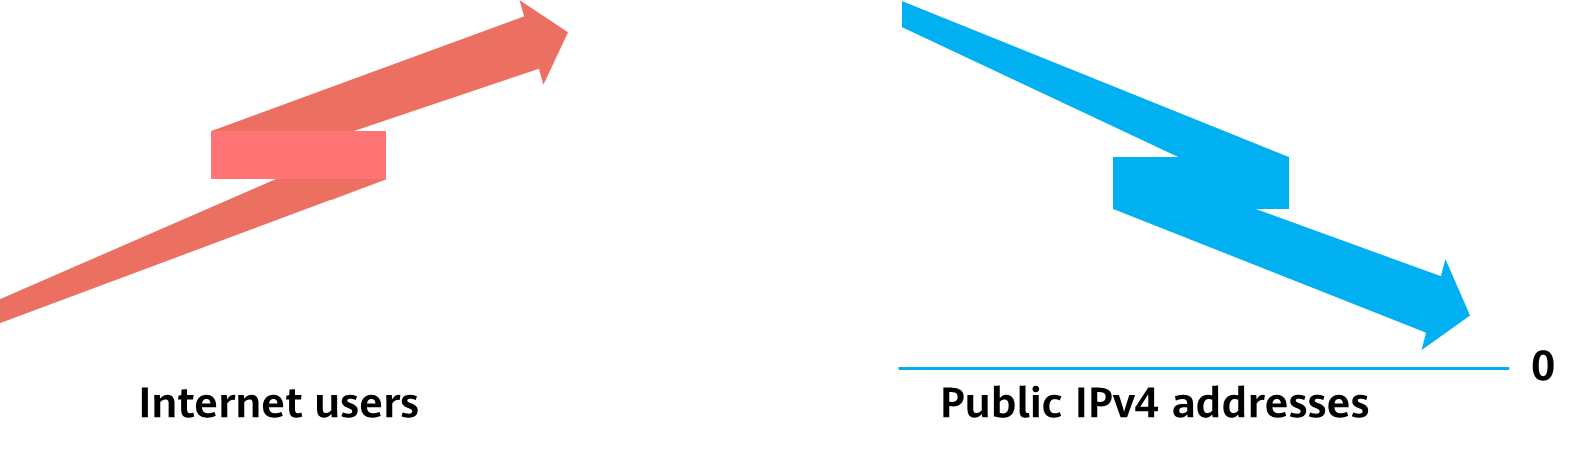 0
Internet users
Public IPv4 addresses